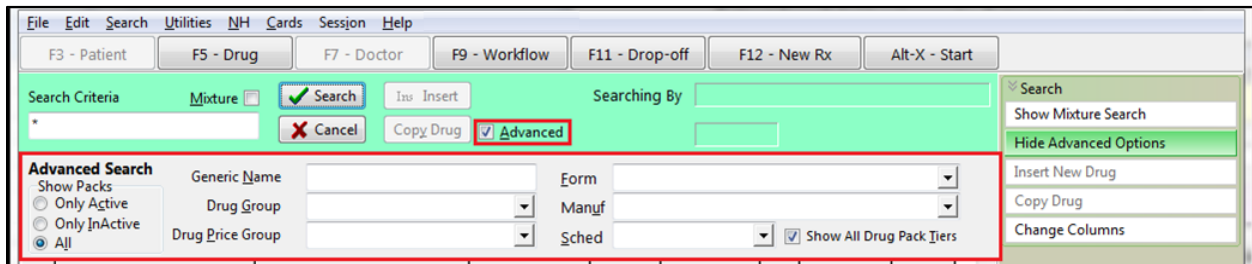 File Edit Search Utilities NH Cards Session Help
F3 - Patient F5 - Drug F7 - Doctor F9 - Workflow F11 - Drop-off F12 - New Rx Alt-X - Start
Search Criteria Mixture Search Ins Insert Searching By
* Cancel Copy Drug Advanced
Advanced Search
Show Packs
Only Active
Only InActive
All
Generic Name
Drug Group
Drug Price Group
Form
Manuf
Sched Show All Drug Pack Tiers
Search
Show Mixture Search
Hide Advanced Options
Insert New Drug
Copy Drug
Change Columns